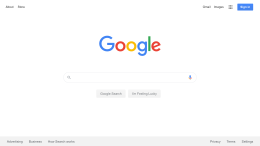 About Store
Gmail Images Sign in
Google
Google Search I'm Feeling Lucky
Advertising Business How Search works
Privacy Terms Settings